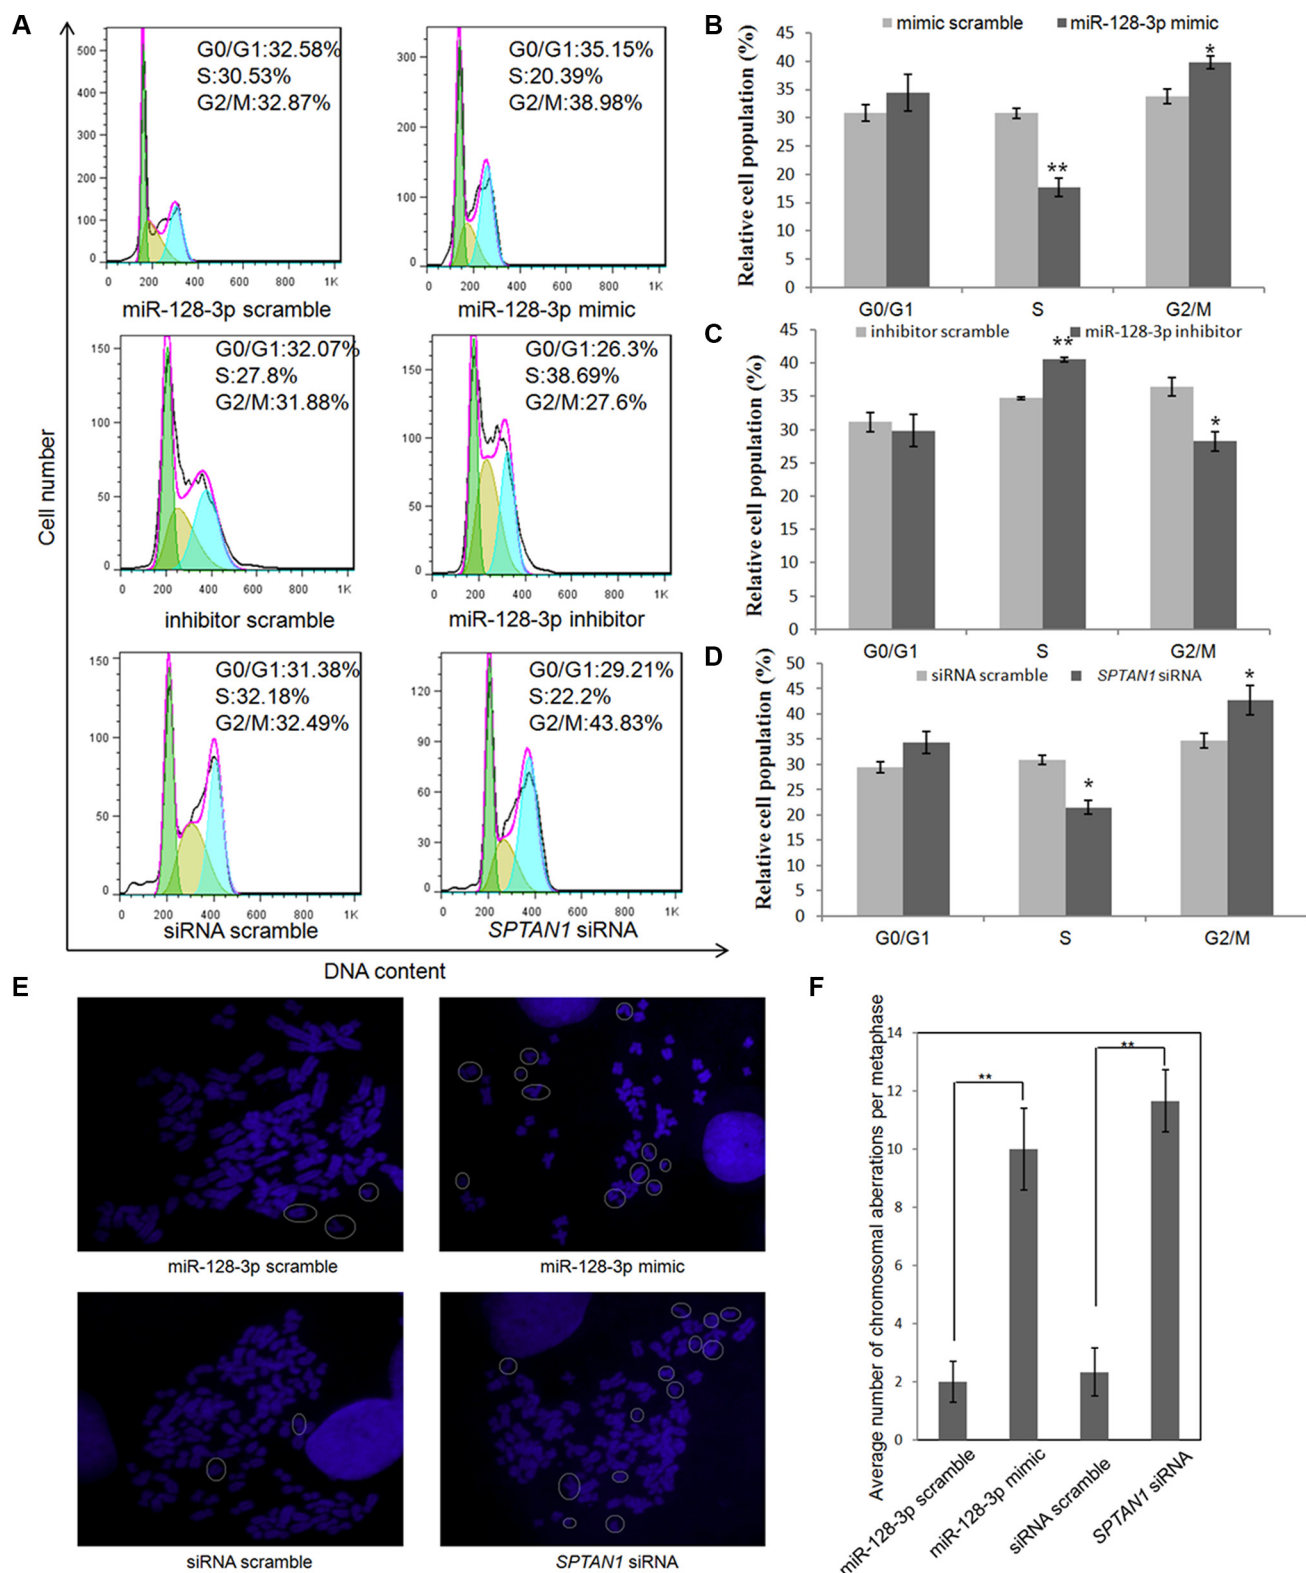 A
Cell number
DNA content
500
400
300
200
100
0
G0/G1:32.58%
S:30.53%
G2/M:32.87%
0 200 400 600 800 1K
miR-128-3p scramble
300
200
100
0
G0/G1:35.15%
S:20.39%
G2/M:38.98%
0 200 400 600 800 1K
miR-128-3p mimic
150
100
50
0
G0/G1:32.07%
S:27.8%
G2/M:31.88%
0 200 400 600 800 1K
inhibitor scramble
150
100
50
0
G0/G1:26.3%
S:38.69%
G2/M:27.6%
0 200 400 600 800 1K
miR-128-3p inhibitor
150
100
50
0
G0/G1:31.38%
S:32.18%
G2/M:32.49%
0 200 400 600 800 1K
siRNA scramble
120
90
60
30
0
G0/G1:29.21%
S:22.2%
G2/M:43.83%
0 200 400 600 800 1K
SPTAN1 siRNA
B
mimic scramble miR-128-3p mimic
Relative cell population (%)
45
40
35
30
25
20
15
10
5
0
**
*
G0/G1 S G2/M
C
inhibitor scramble miR-128-3p inhibitor
Relative cell population (%)
45
40
35
30
25
20
15
10
5
0
**
*
G0/G1 S G2/M
D
siRNA scramble SPTAN1 siRNA
Relative cell population (%)
50
45
40
35
30
25
20
15
10
5
0
*
*
G0/G1 S G2/M
E
miR-128-3p scramble
miR-128-3p mimic
siRNA scramble
SPTAN1 siRNA
F
Average number of chromosomal aberrations per metaphase
14
12
10
8
6
4
2
0
**
**
miR-128-3p scramble
miR-128-3p mimic
siRNA scramble
SPTAN1 siRNA